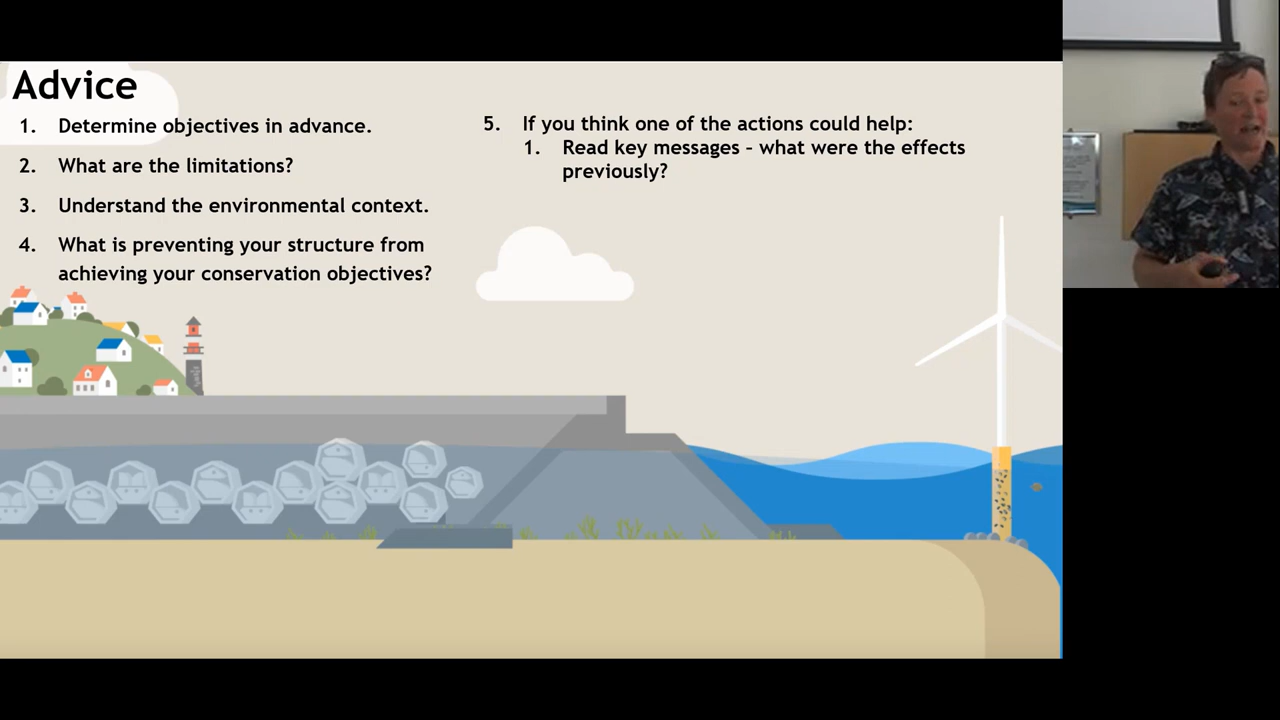 Advice
1. Determine objectives in advance.
2. What are the limitations?
3. Understand the environmental context.
4. What is preventing your structure from
achieving your conservation objectives?
5. If you think one of the actions could help:
1. Read key messages – what were the effects
previously?